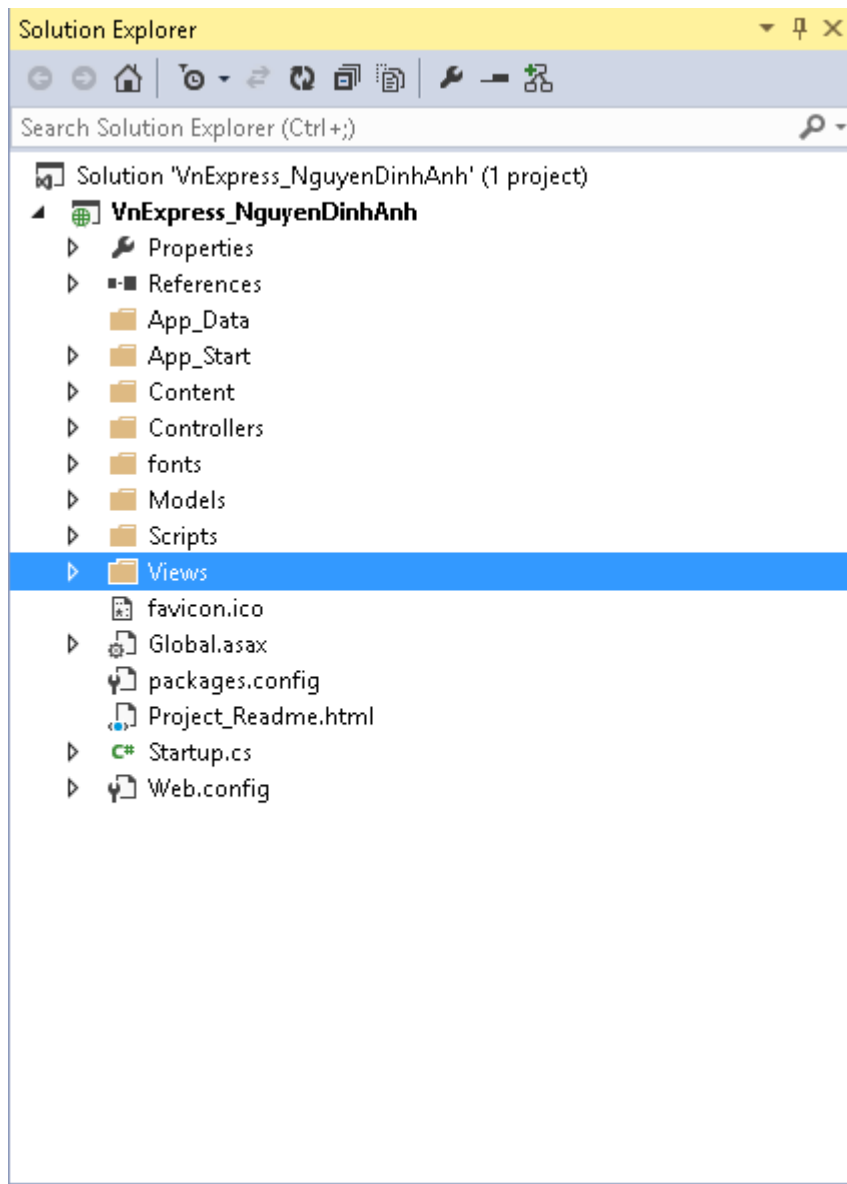 Solution Explorer
Search Solution Explorer (Ctrl+;)
Solution 'VnExpress_NguyenDinhAnh' (1 project)
VnExpress_NguyenDinhAnh
Properties
References
App_Data
App_Start
Content
Controllers
fonts
Models
Scripts
Views
favicon.ico
Global.asax
packages.config
Project_Readme.html
C# Startup.cs
Web.config